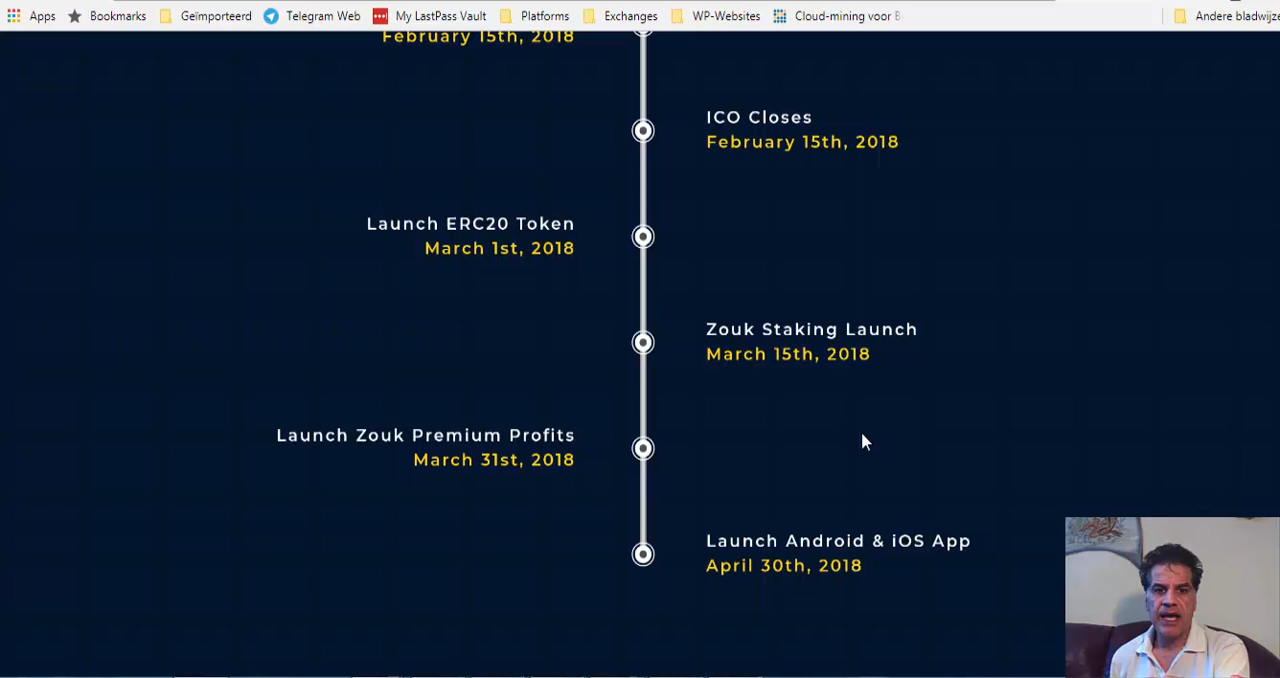 Apps
Bookmarks
Geïmporteerd
Telegram Web
My LastPass Vault
Platforms
Exchanges
WP-Websites
Cloud-mining voor B
Andere bladwijze
February 15th, 2018
ICO Closes
February 15th, 2018
Launch ERC20 Token
March 1st, 2018
Zouk Staking Launch
March 15th, 2018
Launch Zouk Premium Profits
March 31st, 2018
Launch Android & iOS App
April 30th, 2018